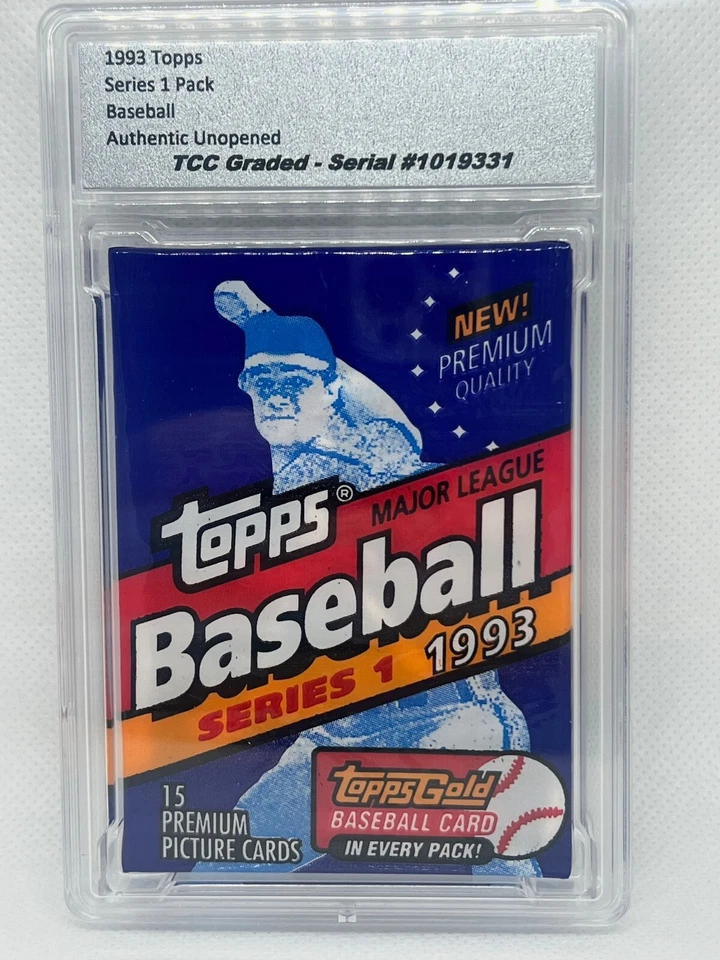 1993 Topps
Series 1 Pack
Baseball
Authentic Unopened
TCC Graded - Serial #1019331
NEW!
PREMIUM
QUALITY
topps®
MAJOR LEAGUE
Baseball
SERIES 1 1993
15
PREMIUM
PICTURE CARDS
toppsGold
BASEBALL CARD
IN EVERY PACK!